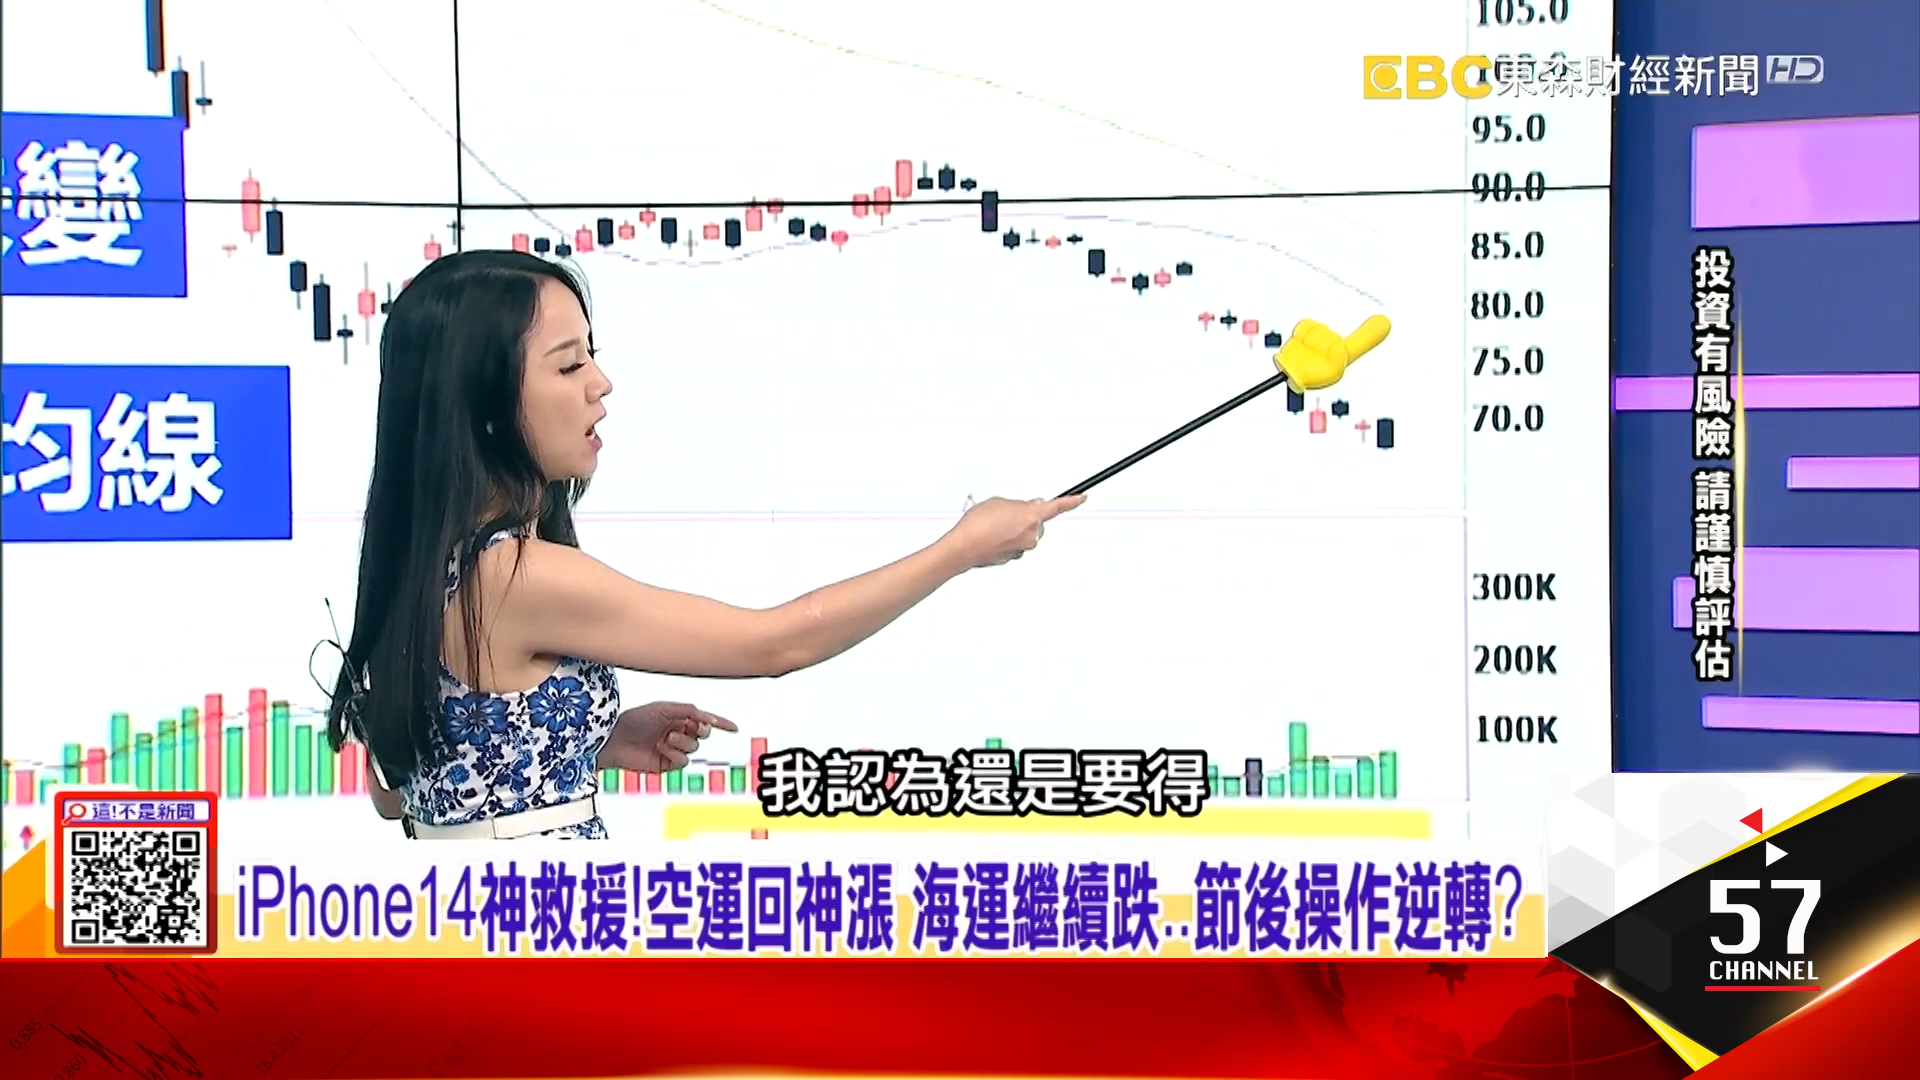 105.0
EBC東森財經新聞HD
95.0
90.0
85.0
80.0
75.0
70.0
變
均線
300K
200K
100K
投資有風險 請謹慎評估
我認為還是要得
這!不是新聞
iPhone14神救援!空運回神漲 海運繼續跌..節後操作逆轉?
57
CHANNEL